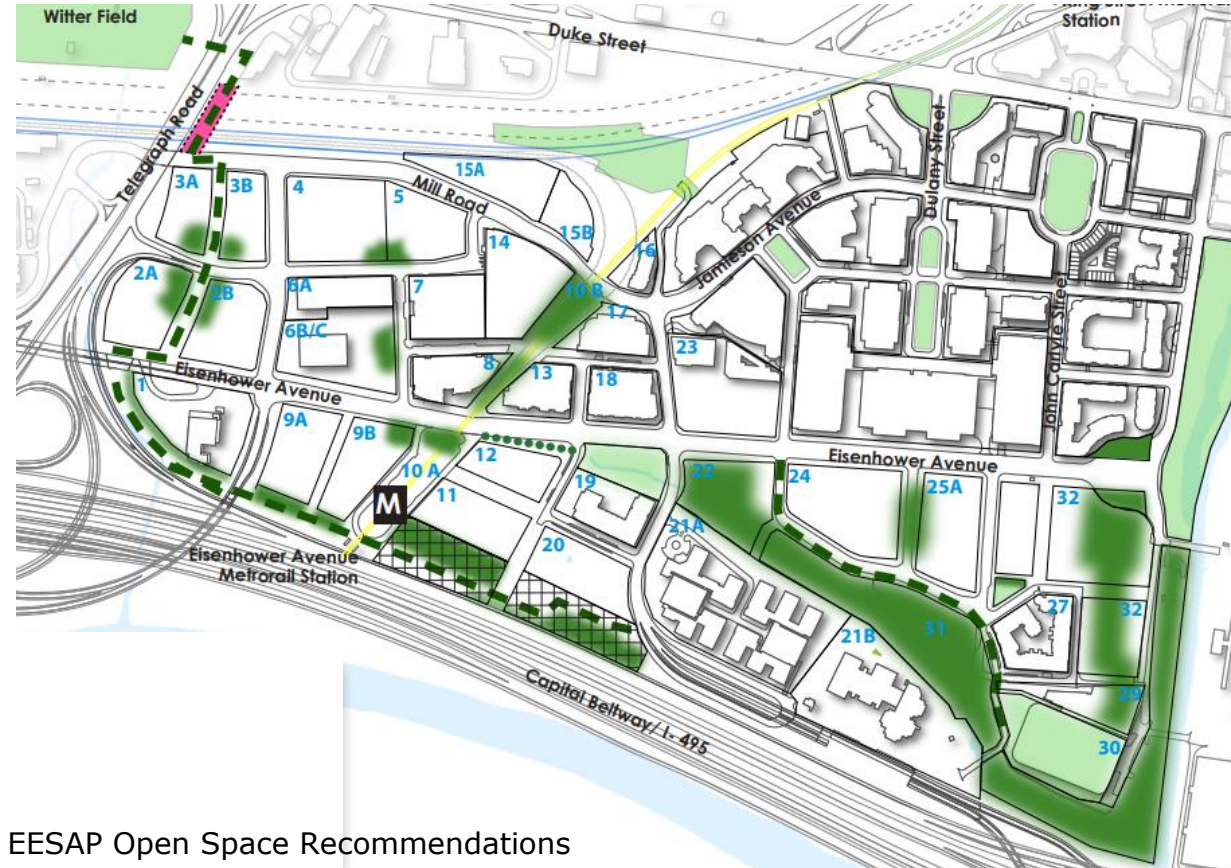 Witter Field
Duke Street
Station
Telegraph Road
Dulany Street
3A
3B
4
5
15A
Mill Road
14
15B
16
Jamieson Avenue
2A
2B
6A
7
10 B
17
6B/C
8
13
18
23
John Carlyle Street
1
Eisenhower Avenue
9A
9B
10 A
12
11
M
19
22
24
Eisenhower Avenue
25A
32
21A
20
Eisenhower Avenue
Metrorail Station
27
32
31
21B
29
30
Capital Beltway/ I- 495
EESAP Open Space Recommendations